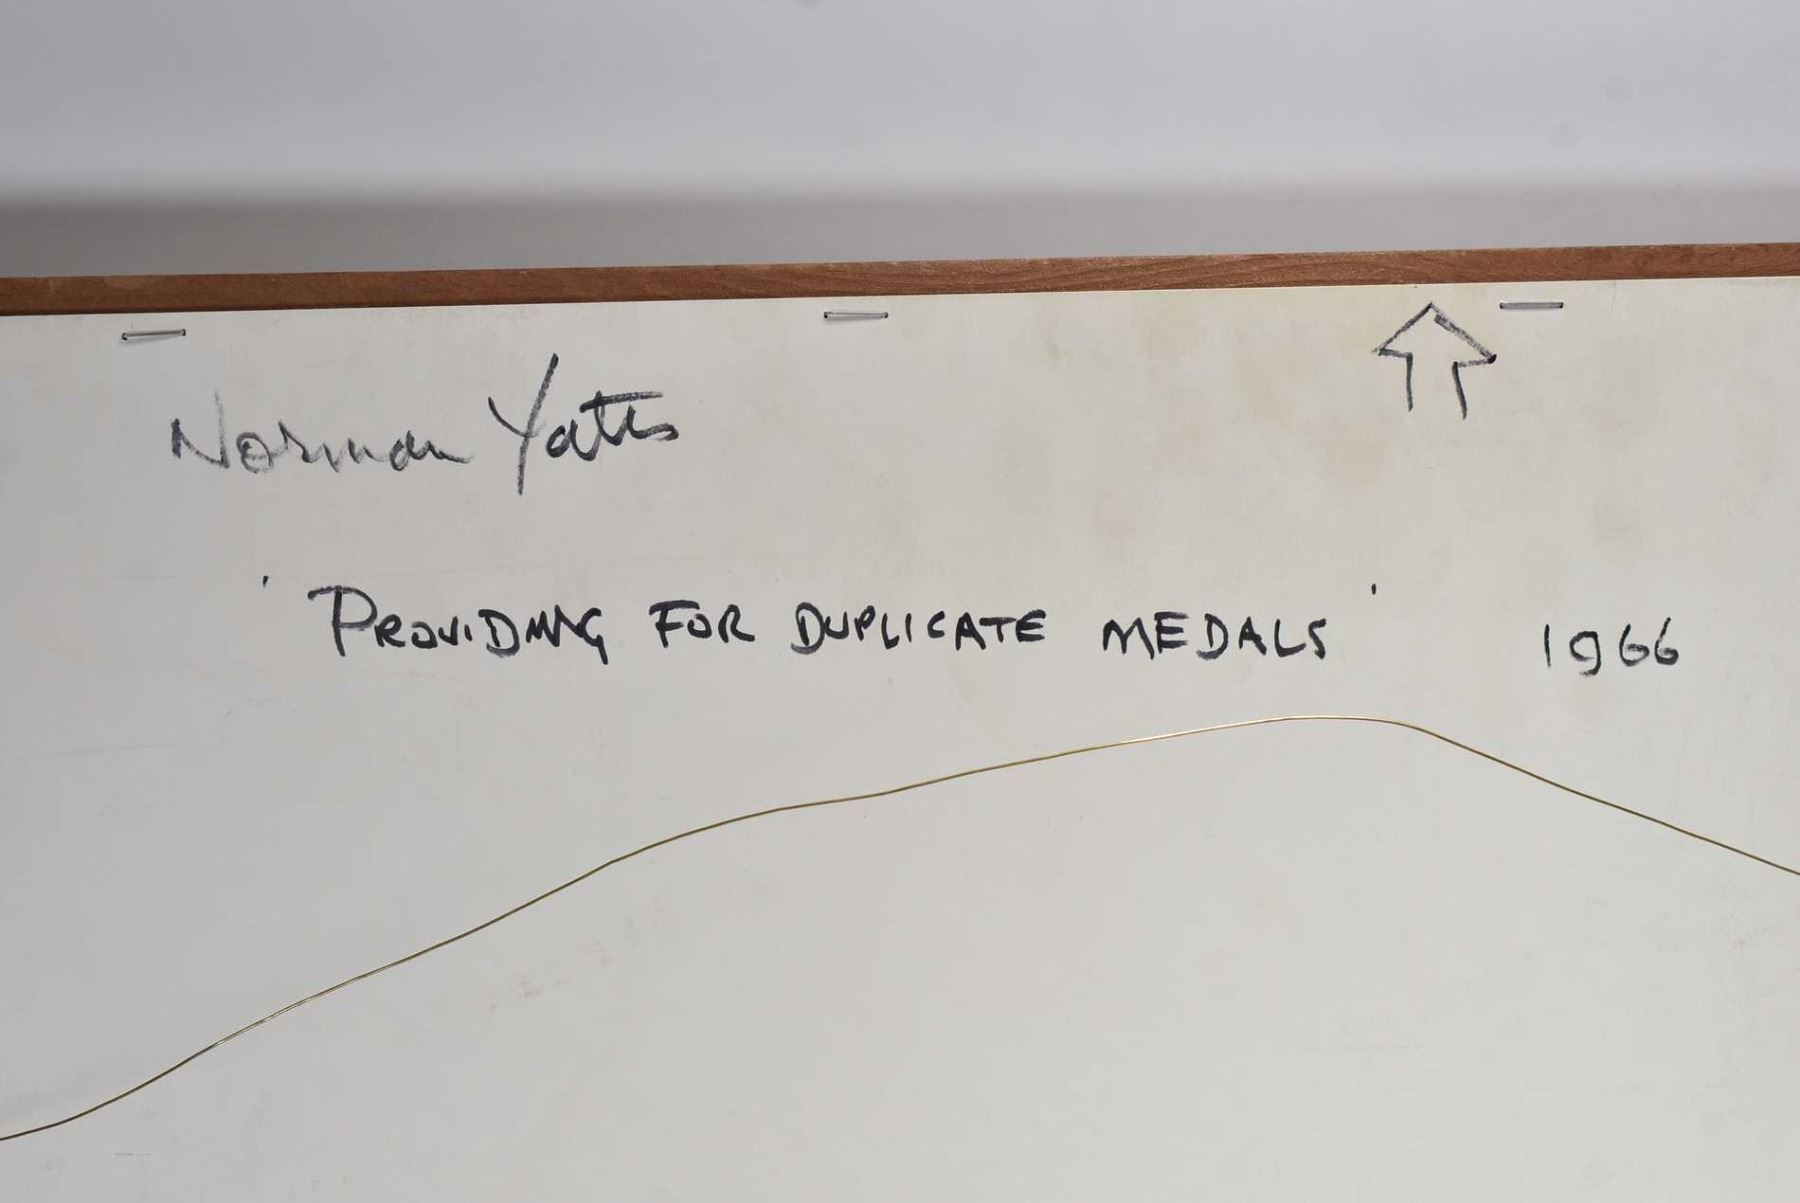 Norman Yates
'PROVIDING FOR DUPLICATE MEDALS' 1966